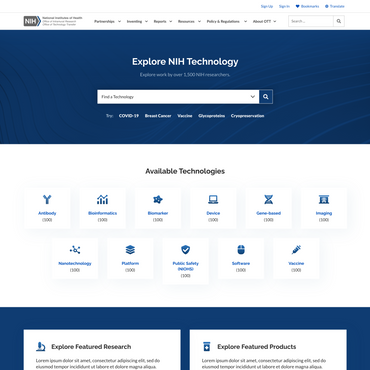 Sign Up Sign In Bookmarks Translate
NIH National Institutes of Health
Office of Intramural Research
Office of Technology Transfer
Partnerships Investing Reports Resources Policy & Regulations About OTT Search...
Explore NIH Technology
Explore work by over 1,500 NIH researchers.
Find a Technology
Try: COVID-19 Breast Cancer Vaccine Glycoproteins Cryopreservation
Available Technologies
Antibody Bioinformatics Biomarker Device Gene-based Imaging
(100) (100) (100) (100) (100) (100)
Nanotechnology Platform Public Safety (NIOHS) Software Vaccine
(100) (100) (100) (100) (100)
Explore Featured Research Explore Featured Products
Lorem ipsum dolor sit amet, consectetur adipiscing elit, sed do eiusmod tempor incididunt ut labore et dolore magna aliqua.
Lorem ipsum dolor sit amet, consectetur adipiscing elit, sed do eiusmod tempor incididunt ut labore et dolore magna aliqua.